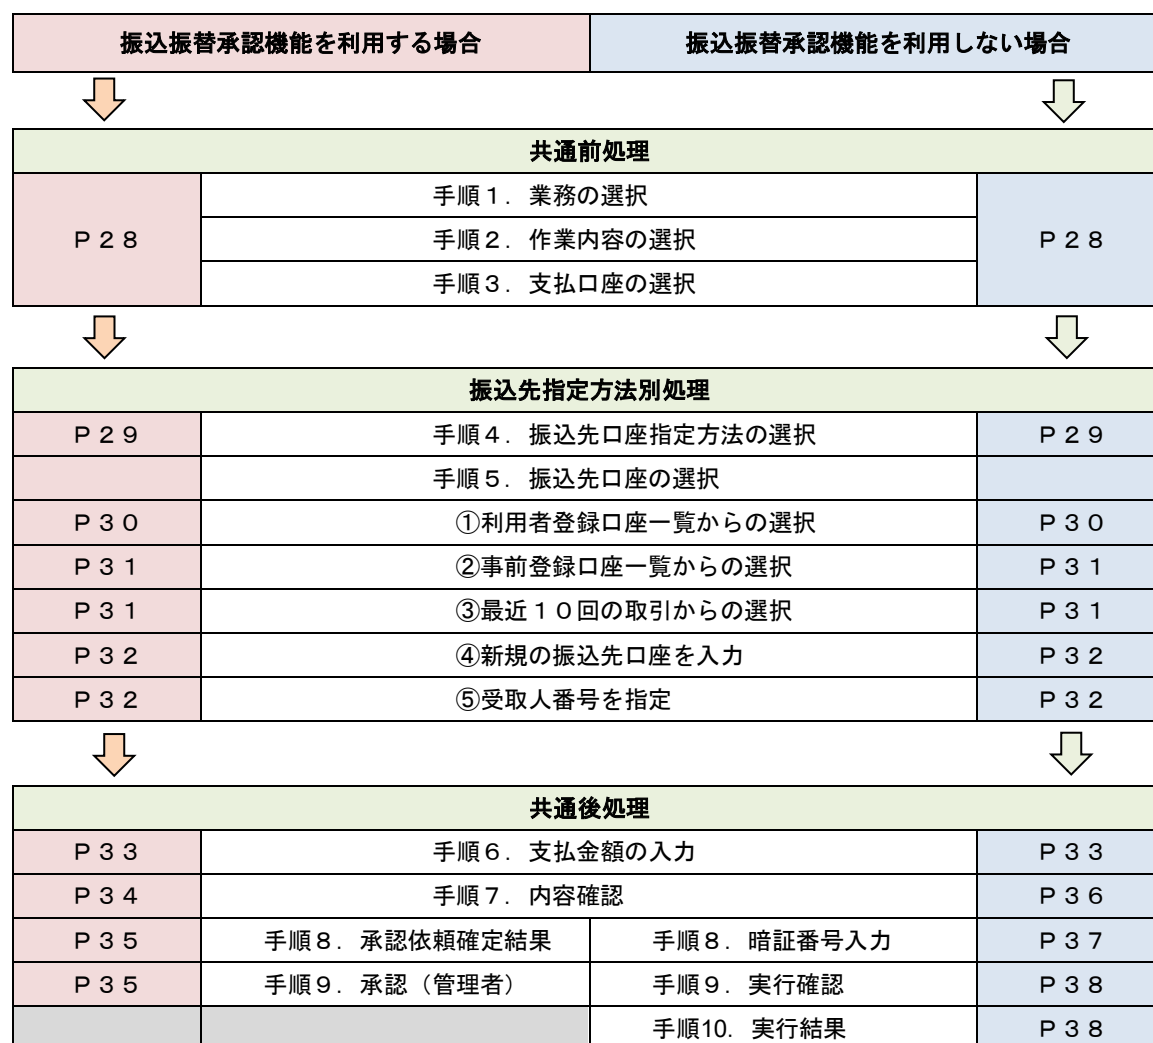 振込振替承認機能を利用する場合 振込振替承認機能を利用しない場合
共通前処理
Ｐ２８ 手順１．業務の選択 Ｐ２８
手順２．作業内容の選択
手順３．支払口座の選択
振込先指定方法別処理
Ｐ２９ 手順４．振込先口座指定方法の選択 Ｐ２９
手順５．振込先口座の選択
Ｐ３０ ①利用者登録口座一覧からの選択 Ｐ３０
Ｐ３１ ②事前登録口座一覧からの選択 Ｐ３１
Ｐ３１ ③最近１０回の取引からの選択 Ｐ３１
Ｐ３２ ④新規の振込先口座を入力 Ｐ３２
Ｐ３２ ⑤受取人番号を指定 Ｐ３２
共通後処理
Ｐ３３ 手順６．支払金額の入力 Ｐ３３
Ｐ３４ 手順７．内容確認 Ｐ３６
Ｐ３５ 手順８．承認依頼確定結果 手順８．暗証番号入力 Ｐ３７
Ｐ３５ 手順９．承認（管理者） 手順９．実行確認 Ｐ３８
手順10．実行結果 Ｐ３８